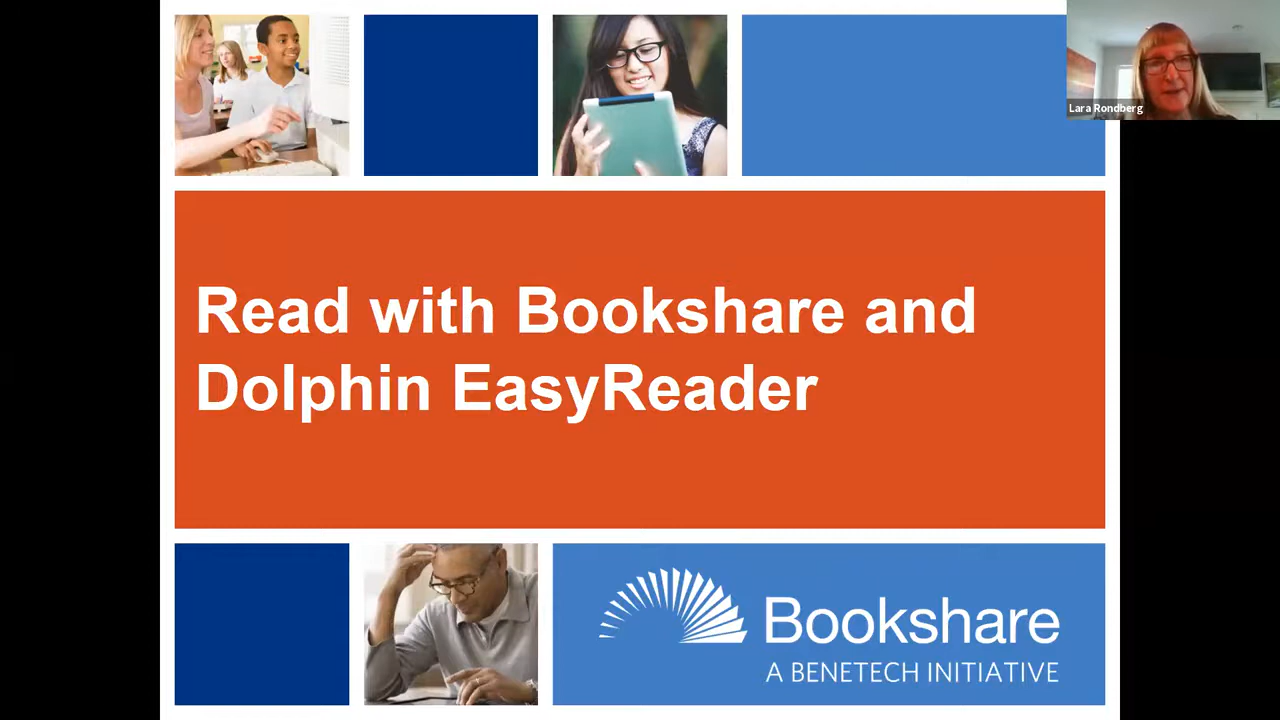 Lara Rondberg
Read with Bookshare and
Dolphin EasyReader
Bookshare
A BENETECH INITIATIVE